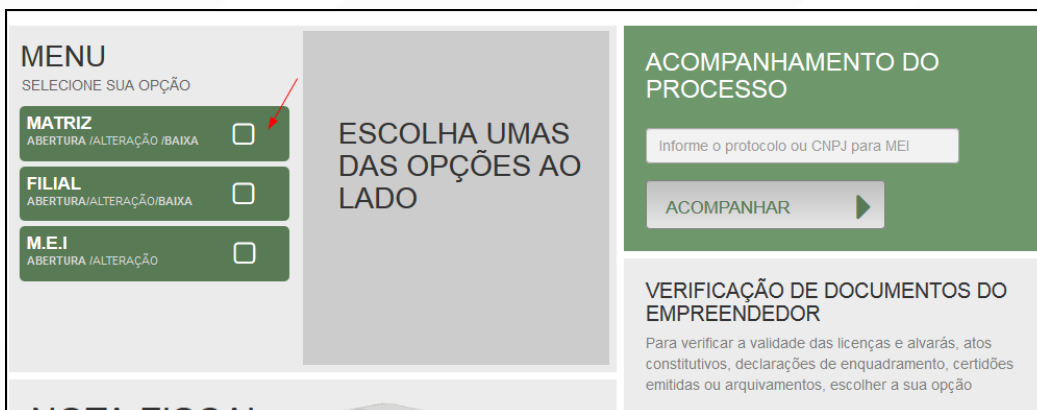 MENU
SELECIONE SUA OPÇÃO
MATRIZ
ABERTURA /ALTERAÇÃO /BAIXA
FILIAL
ABERTURA/ALTERAÇÃO/BAIXA
M.E.I
ABERTURA /ALTERAÇÃO
ESCOLHA UMAS
DAS OPÇÕES AO
LADO
ACOMPANHAMENTO DO
PROCESSO
Informe o protocolo ou CNPJ para MEI
ACOMPANHAR
VERIFICAÇÃO DE DOCUMENTOS DO
EMPREENDEDOR
Para verificar a validade das licenças e alvarás, atos
constitutivos, declarações de enquadramento, certidões
emitidas ou arquivamentos, escolher a sua opção
NOTA FISCAL